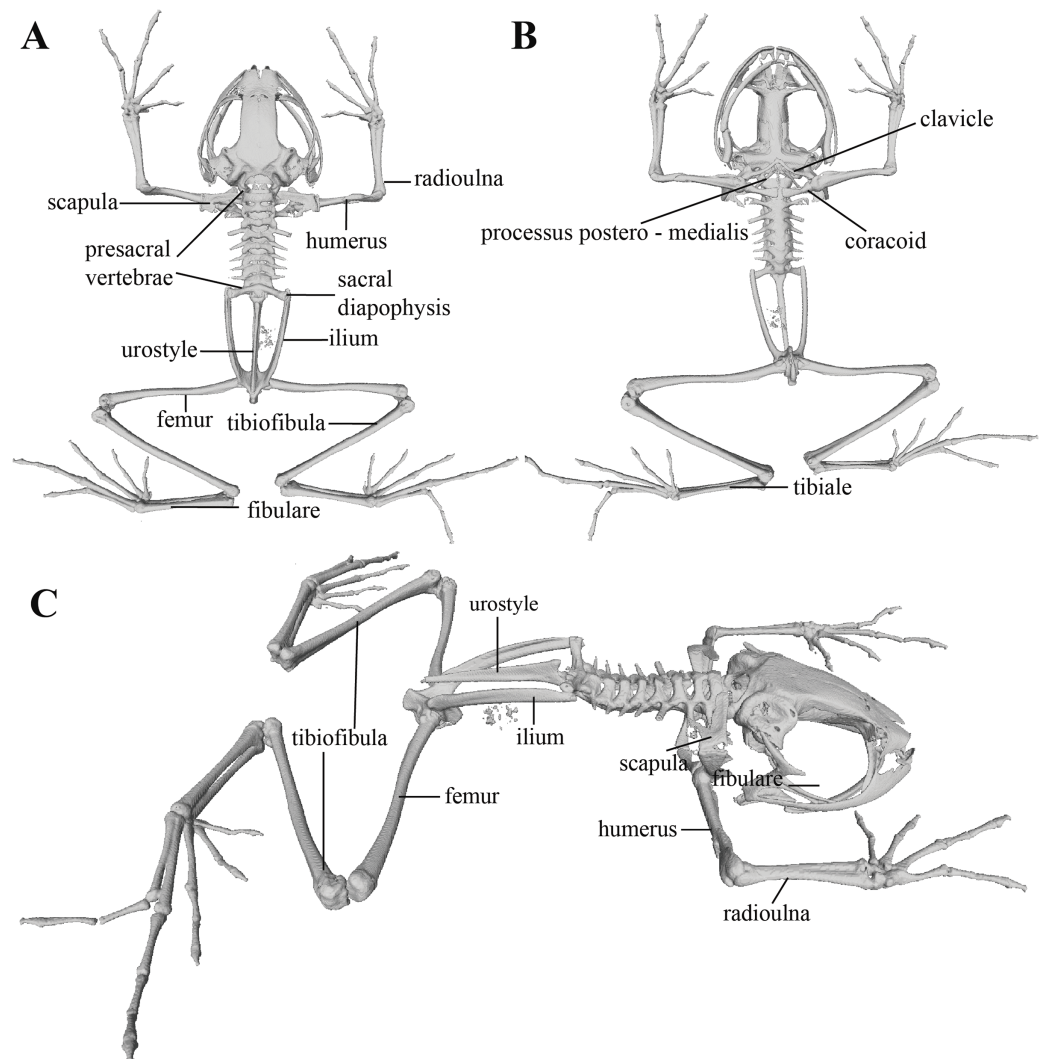 A
B
clavicle
radioulna
scapula
processus postero - medialis
humerus
coracoid
presacral
vertebrae
sacral
diapophysis
ilium
urostyle
femur
tibiofibula
fibulare
tibiale
C
urostyle
tibiofibula
ilium
scapula
fibulare
femur
humerus
radioulna